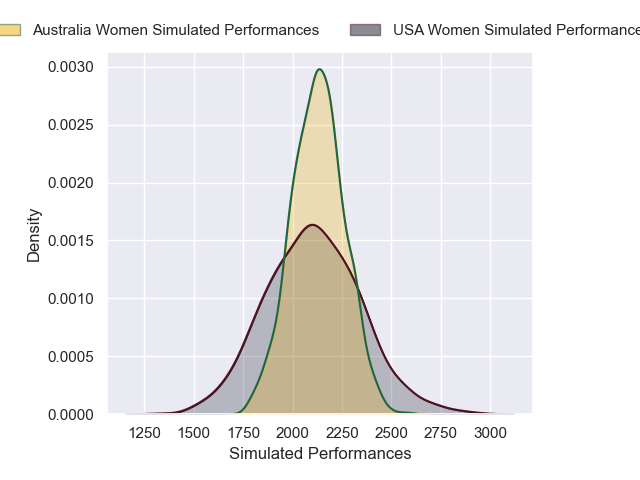 Australia Women Simulated Performances USA Women Simulated Performance
0.0030
0.0025
0.0020
0.0015
0.0010
0.0005
0.0000
Density
1250 1500 1750 2000 2250 2500 2750 3000
Simulated Performances